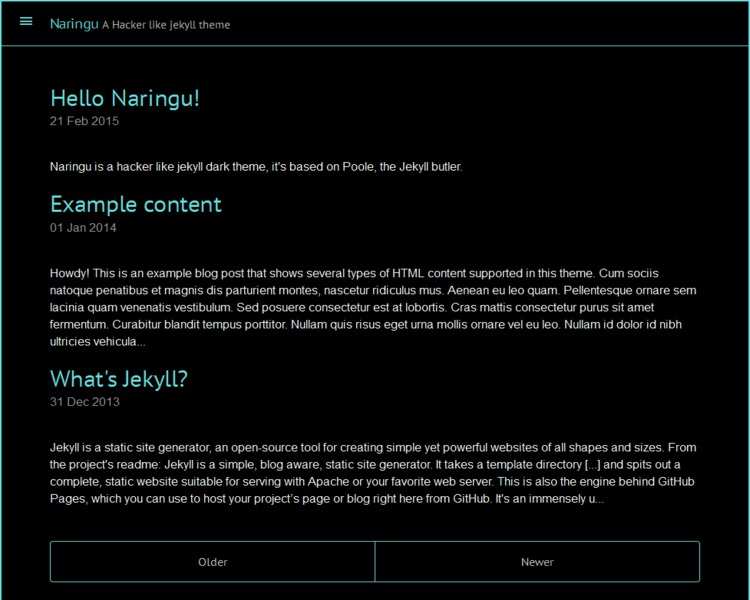 Naringu A Hacker like jekyll theme
Hello Naringu!
21 Feb 2015
Naringu is a hacker like jekyll dark theme, it's based on Poole, the Jekyll butler.
Example content
01 Jan 2014
Howdy! This is an example blog post that shows several types of HTML content supported in this theme. Cum sociis
natoque penatibus et magnis dis parturient montes, nascetur ridiculus mus. Aenean eu leo quam. Pellentesque ornare sem
lacinia quam venenatis vestibulum. Sed posuere consectetur est at lobortis. Cras mattis consectetur purus sit amet
fermentum. Curabitur blandit tempus porttitor. Nullam quis risus eget urna mollis ornare vel eu leo. Nullam id dolor id nibh
ultricies vehicula...
What's Jekyll?
31 Dec 2013
Jekyll is a static site generator, an open-source tool for creating simple yet powerful websites of all shapes and sizes. From
the project's readme: Jekyll is a simple, blog aware, static site generator. It takes a template directory [...] and spits out a
complete, static website suitable for serving with Apache or your favorite web server. This is also the engine behind GitHub
Pages, which you can use to host your project’s page or blog right here from GitHub. It's an immensely u...
Older
Newer